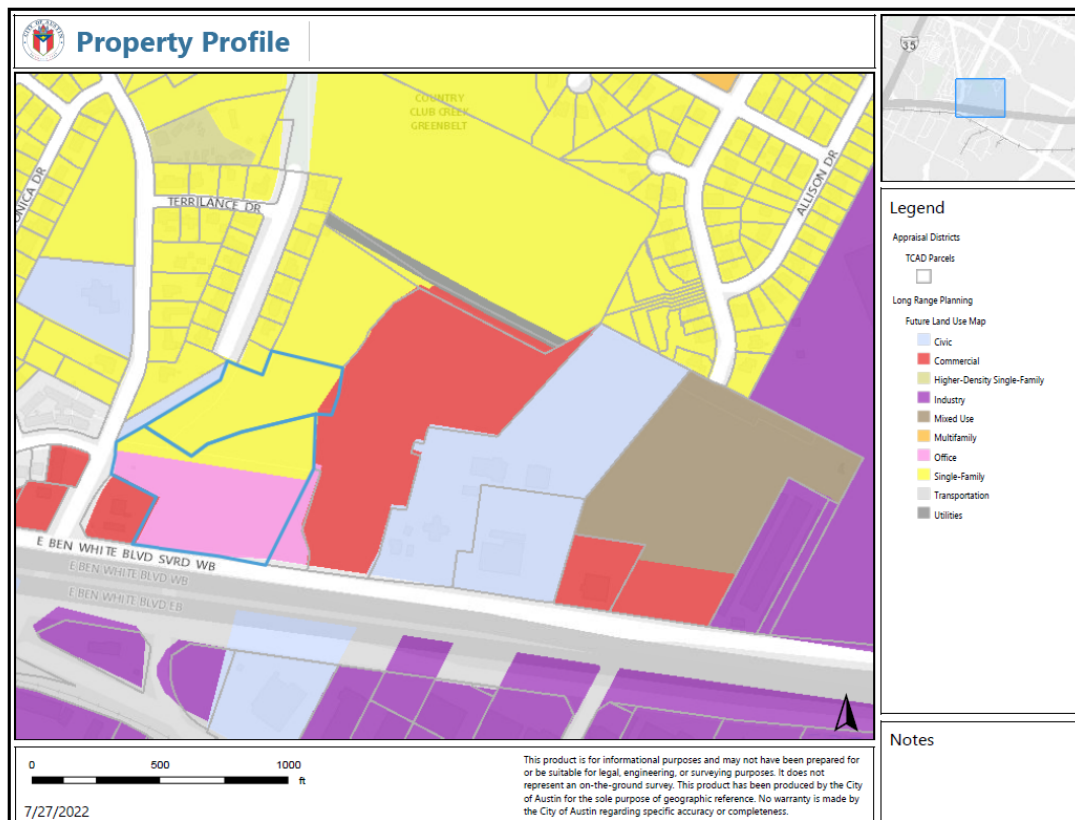 Property Profile
35
COUNTRY
CLUB CREEK
GREENBELT
ONICA DR
TERRILANCE DR
ALLISON DR
E BEN WHITE BLVD SVRD WB
E BEN WHITE BLVD WB
E BEN WHITE BLVD EB
Legend
Appraisal Districts
TCAD Parcels
Long Range Planning
Future Land Use Map
Civic
Commercial
Higher-Density Single-Family
Industry
Mixed Use
Multifamily
Office
Single-Family
Transportation
Utilities
Notes
0 500 1000
ft
7/27/2022
This product is for informational purposes and may not have been prepared for
or be suitable for legal, engineering, or surveying purposes. It does not
represent an on-the-ground survey. This product has been produced by the City
of Austin for the sole purpose of geographic reference. No warranty is made by
the City of Austin regarding specific accuracy or completeness.